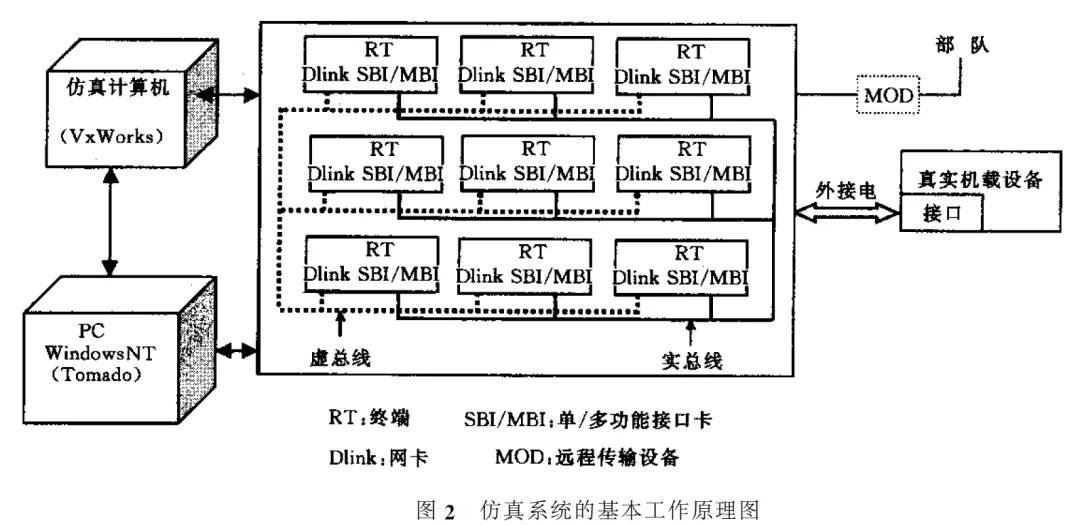 仿真计算机
(VxWorks)
PC
WindowsNT
(Tomado)
RT
Dlink SBI/MBI
RT
Dlink SBI/MBI
RT
Dlink SBI/MBI
RT
Dlink SBI/MBI
RT
Dlink SBI/MBI
RT
Dlink SBI/MBI
RT
Dlink SBI/MBI
RT
Dlink SBI/MBI
RT
Dlink SBI/MBI
虚总线
实总线
部 队
MOD
外接电
真实机载设备
接口
RT:终端 SBI/MBI:单/多功能接口卡
Dlink:网卡 MOD:远程传输设备
图 2 仿真系统的基本工作原理图